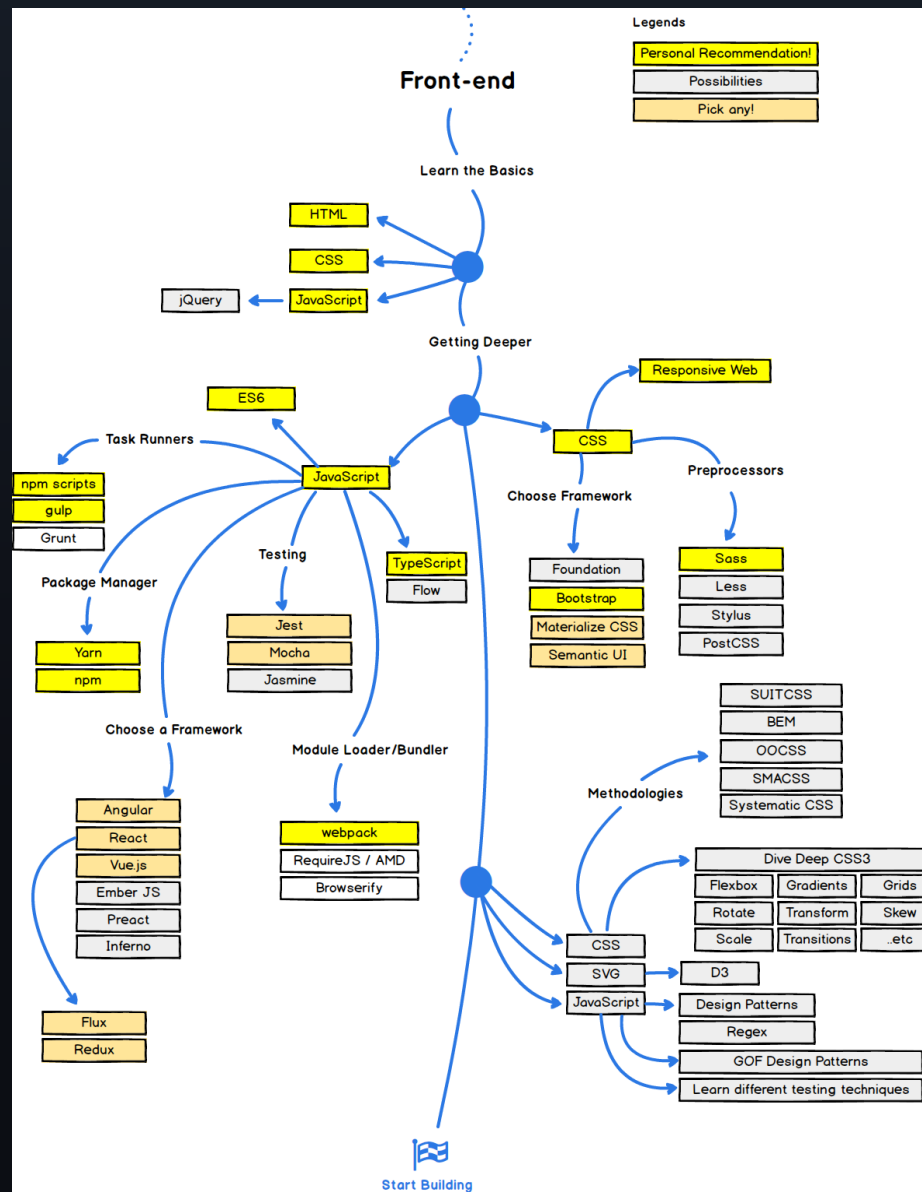 Legends
Personal Recommendation!
Possibilities
Pick any!
Front-end
Learn the Basics
HTML
CSS
JavaScript
jQuery
Getting Deeper
Responsive Web
ES6
Task Runners
CSS
JavaScript
Preprocessors
npm scripts
gulp
Grunt
Choose Framework
Testing
Package Manager
TypeScript
Flow
Foundation
Bootstrap
Materialize CSS
Semantic UI
Sass
Less
Stylus
PostCSS
Jest
Mocha
Jasmine
Yarn
npm
Choose a Framework
Module Loader/Bundler
SUITCSS
BEM
OOCSS
SMACSS
Systematic CSS
Methodologies
Angular
React
Vue.js
Ember JS
Preact
Inferno
webpack
RequireJS / AMD
Browserify
Dive Deep CSS3
Flexbox Gradients Grids
Rotate Transform Skew
Scale Transitions ..etc
CSS
SVG
JavaScript
D3
Design Patterns
Regex
GOF Design Patterns
Learn different testing techniques
Flux
Redux
Start Building